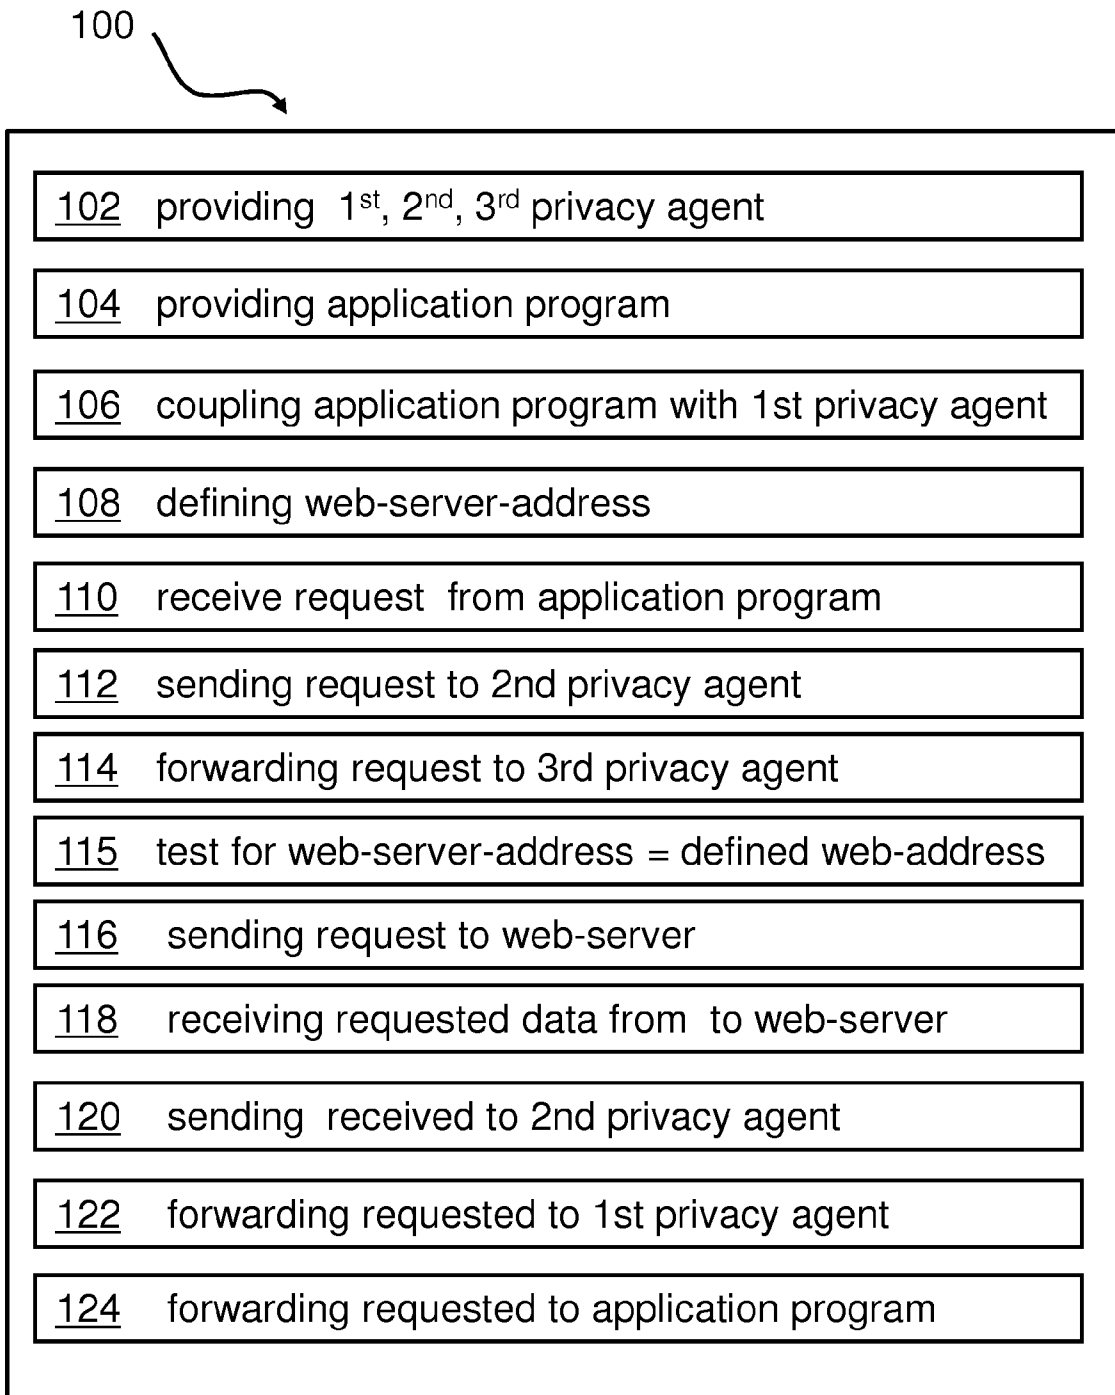 100
102 providing 1st, 2nd, 3rd privacy agent
104 providing application program
106 coupling application program with 1st privacy agent
108 defining web-server-address
110 receive request from application program
112 sending request to 2nd privacy agent
114 forwarding request to 3rd privacy agent
115 test for web-server-address = defined web-address
116 sending request to web-server
118 receiving requested data from to web-server
120 sending received to 2nd privacy agent
122 forwarding requested to 1st privacy agent
124 forwarding requested to application program